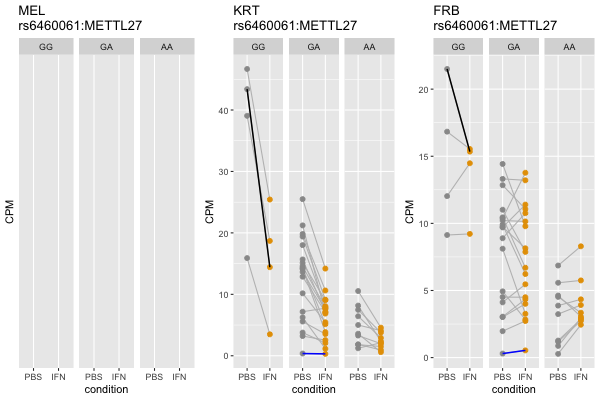 MEL
rs6460061:METTL27
GG GA AA
CPM
PBS IFN PBS IFN PBS IFN
condition
KRT
rs6460061:METTL27
GG GA AA
40
30
20
10
0
CPM
PBS IFN PBS IFN PBS IFN
condition
FRB
rs6460061:METTL27
GG GA AA
20
15
10
5
0
CPM
PBS IFN PBS IFN PBS IFN
condition